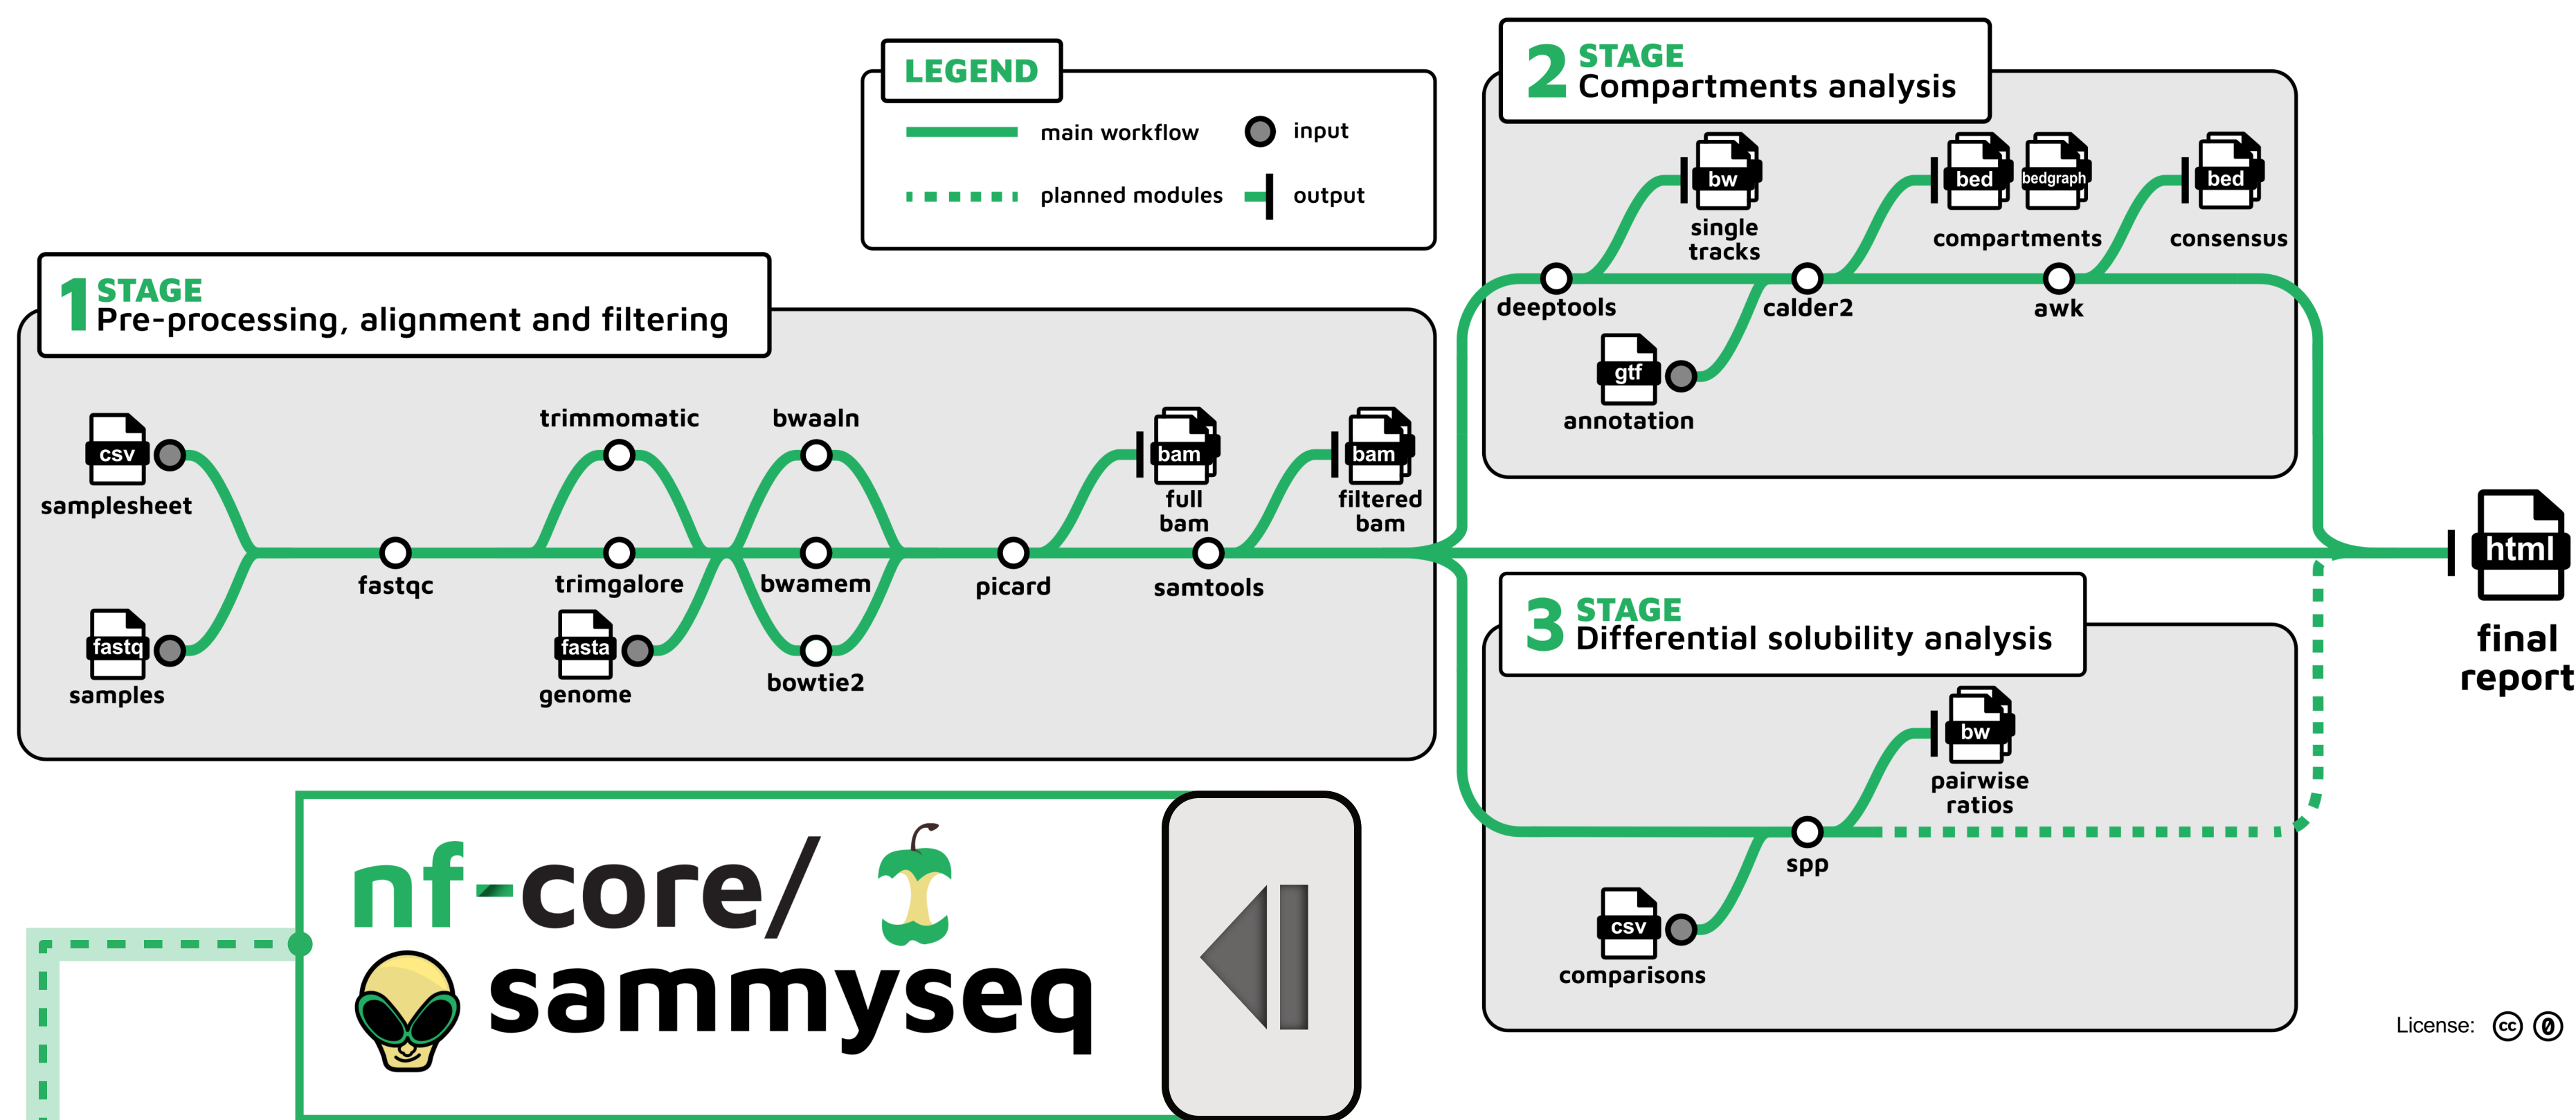 LEGEND
main workflow
input
planned modules
output
1 STAGE
Pre-processing, alignment and filtering
csv
samplesheet
fastq
samples
fastqc
trimmomatic
trimgalore
fasta
genome
bwaaln
bwamem
bowtie2
picard
bam
full
bam
samtools
bam
filtered
bam
2 STAGE
Compartments analysis
bw
single
tracks
bed
bedgraph
compartments
bed
consensus
deeptools
calder2
awk
gtf
annotation
3 STAGE
Differential solubility analysis
bw
pairwise
ratios
spp
csv
comparisons
html
final
report
nf-core/
sammyseq
License: cc 0